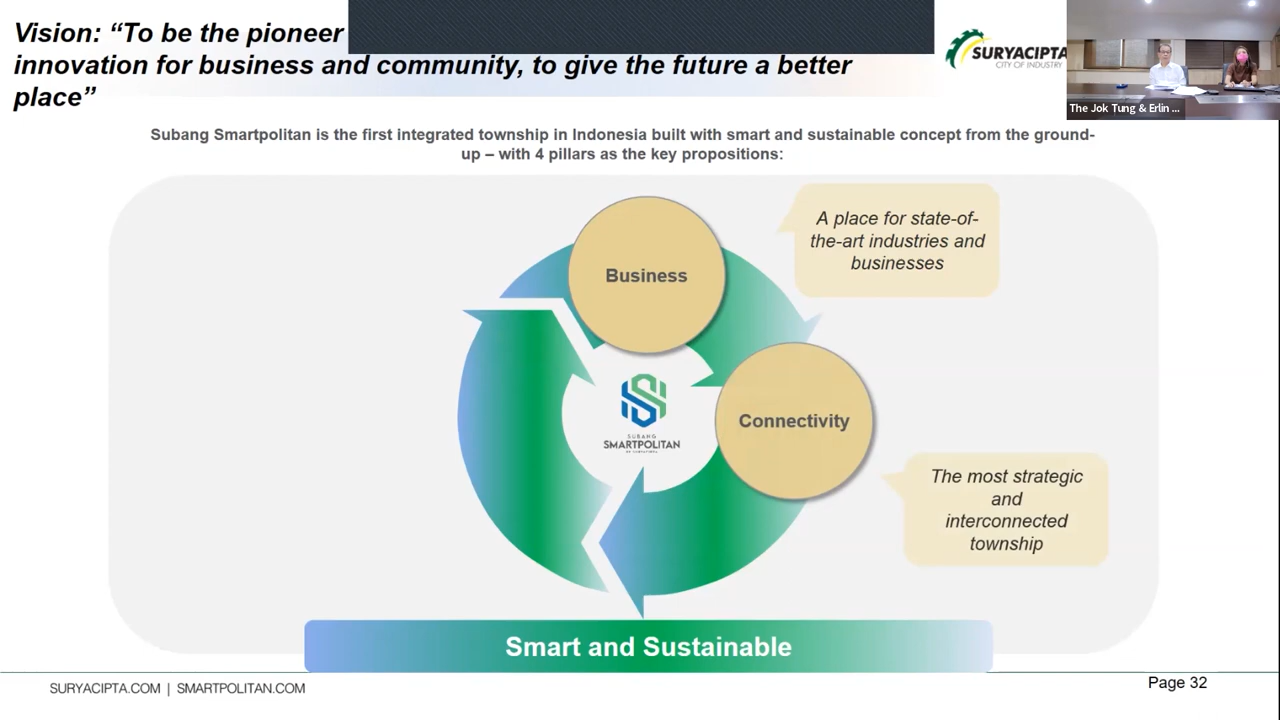 Vision: “To be the pioneer
innovation for business and community, to give the future a better
place”
SURYACIPTA
CITY OF INDUSTRY
The Jok Tung & Erlin ...
Subang Smartpolitan is the first integrated township in Indonesia built with smart and sustainable concept from the ground-
up – with 4 pillars as the key propositions:
A place for state-of-
the-art industries and
businesses
Business
Connectivity
SUBANG
SMARTPOLITAN
BY SURYACIPTA
The most strategic
and
interconnected
township
Smart and Sustainable
SURYACIPTA.COM | SMARTPOLITAN.COM
Page 32